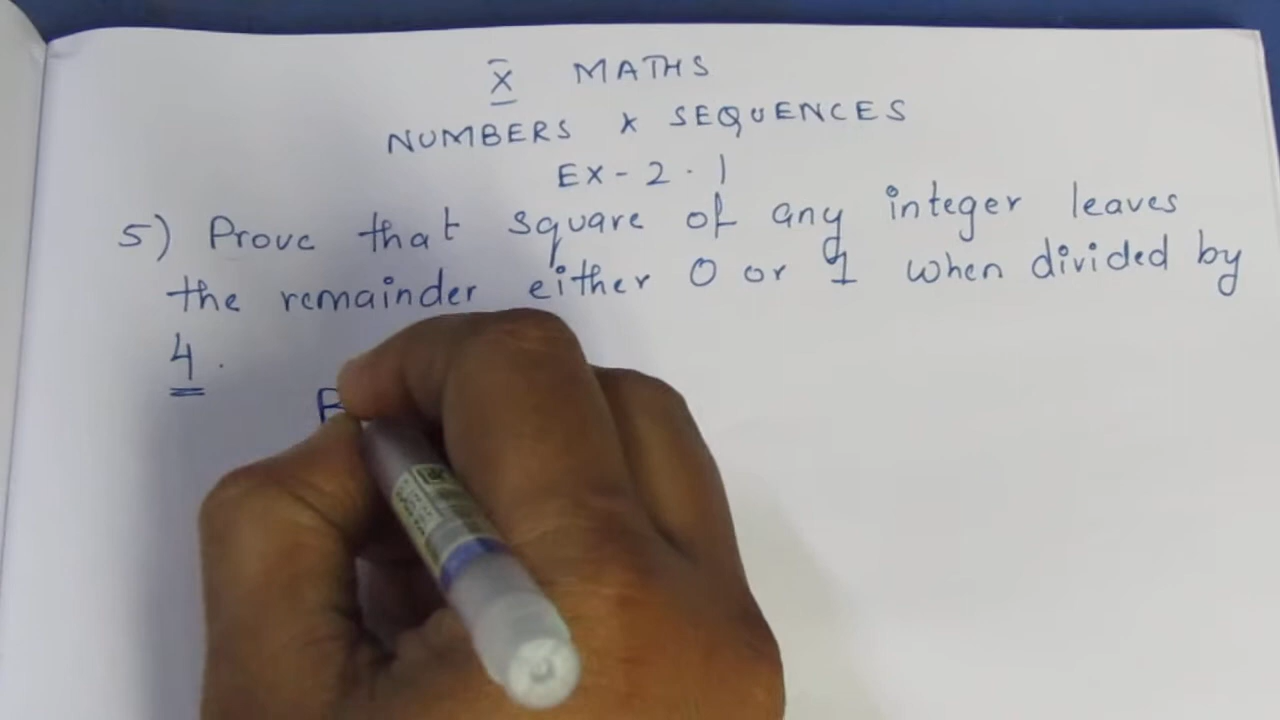 X MATHS
NUMBERS & SEQUENCES
EX-2.1
5) Prove that square of any integer leaves
the remainder either 0 or 1 when divided by
4.